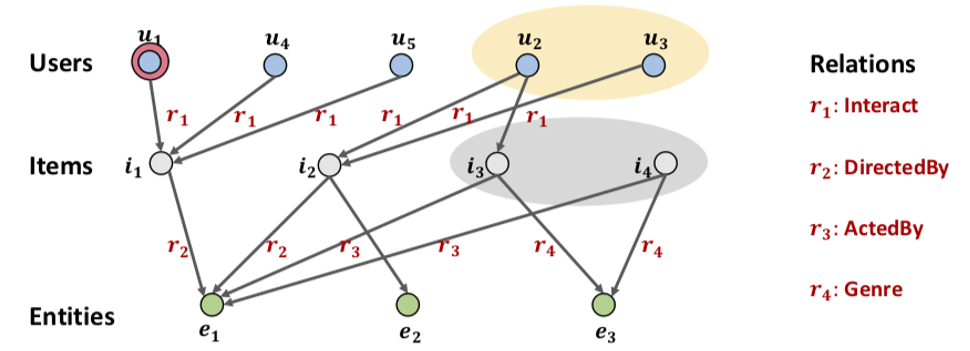 u₁ u₄ u₅ u₂ u₃
Users
Relations
r₁ r₁ r₁ r₁ r₁ r₁
r₁: Interact
Items i₁ i₂ i₃ i₄
r₂: DirectedBy
r₃: ActedBy
r₂ r₂ r₃ r₃ r₄ r₄
r₄: Genre
Entities
e₁ e₂ e₃